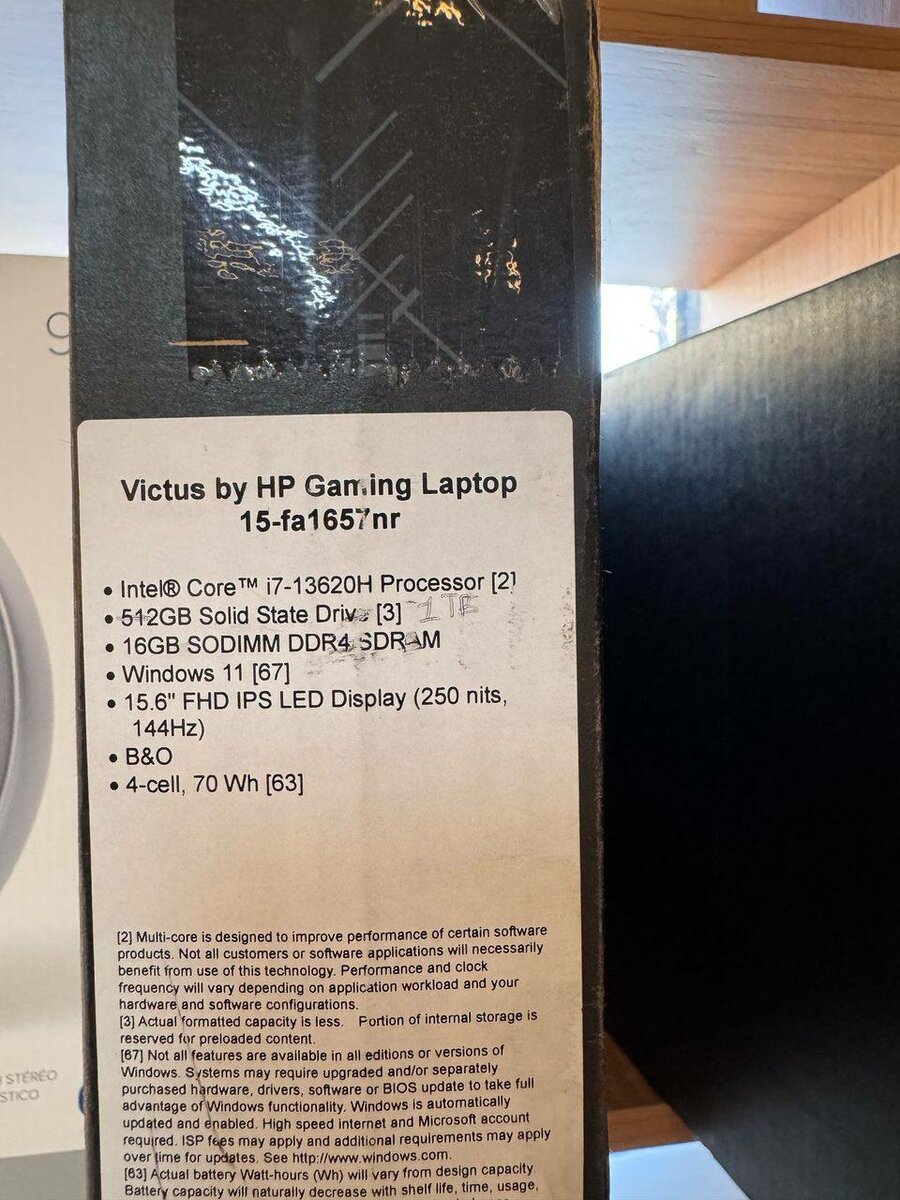 g
Victus by HP Gaming Laptop
15-fa1657nr
• Intel® Core™ i7-13620H Processor [2]
• 512GB Solid State Drive [3] 1TB
• 16GB SODIMM DDR4 SDRAM
• Windows 11 [67]
• 15.6" FHD IPS LED Display (250 nits,
144Hz)
• B&O
• 4-cell, 70 Wh [63]
[2] Multi-core is designed to improve performance of certain software
products. Not all customers or software applications will necessarily
benefit from use of this technology. Performance and clock
frequency will vary depending on application workload and your
hardware and software configurations.
[3] Actual formatted capacity is less. Portion of internal storage is
reserved for preloaded content.
[67] Not all features are available in all editions or versions of
Windows. Systems may require upgraded and/or separately
purchased hardware, drivers, software or BIOS update to take full
advantage of Windows functionality. Windows is automatically
updated and enabled. High speed internet and Microsoft account
required. ISP fees may apply and additional requirements may apply
over time for updates. See http://www.windows.com.
[63] Actual battery Watt-hours (Wh) will vary from design capacity.
Battery capacity will naturally decrease with shelf life, time, usage,
STÉRÉO
STICO